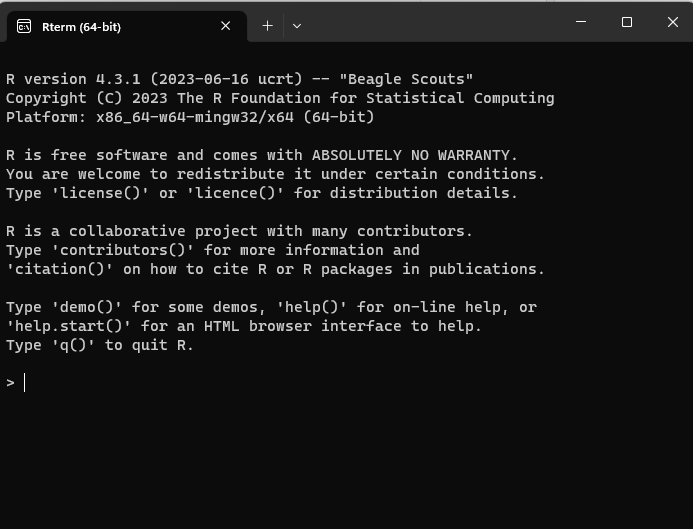 Rterm (64-bit)
R version 4.3.1 (2023-06-16 ucrt) -- "Beagle Scouts"
Copyright (C) 2023 The R Foundation for Statistical Computing
Platform: x86_64-w64-mingw32/x64 (64-bit)
R is free software and comes with ABSOLUTELY NO WARRANTY.
You are welcome to redistribute it under certain conditions.
Type 'license()' or 'licence()' for distribution details.
R is a collaborative project with many contributors.
Type 'contributors()' for more information and
'citation()' on how to cite R or R packages in publications.
Type 'demo()' for some demos, 'help()' for on-line help, or
'help.start()' for an HTML browser interface to help.
Type 'q()' to quit R.
>